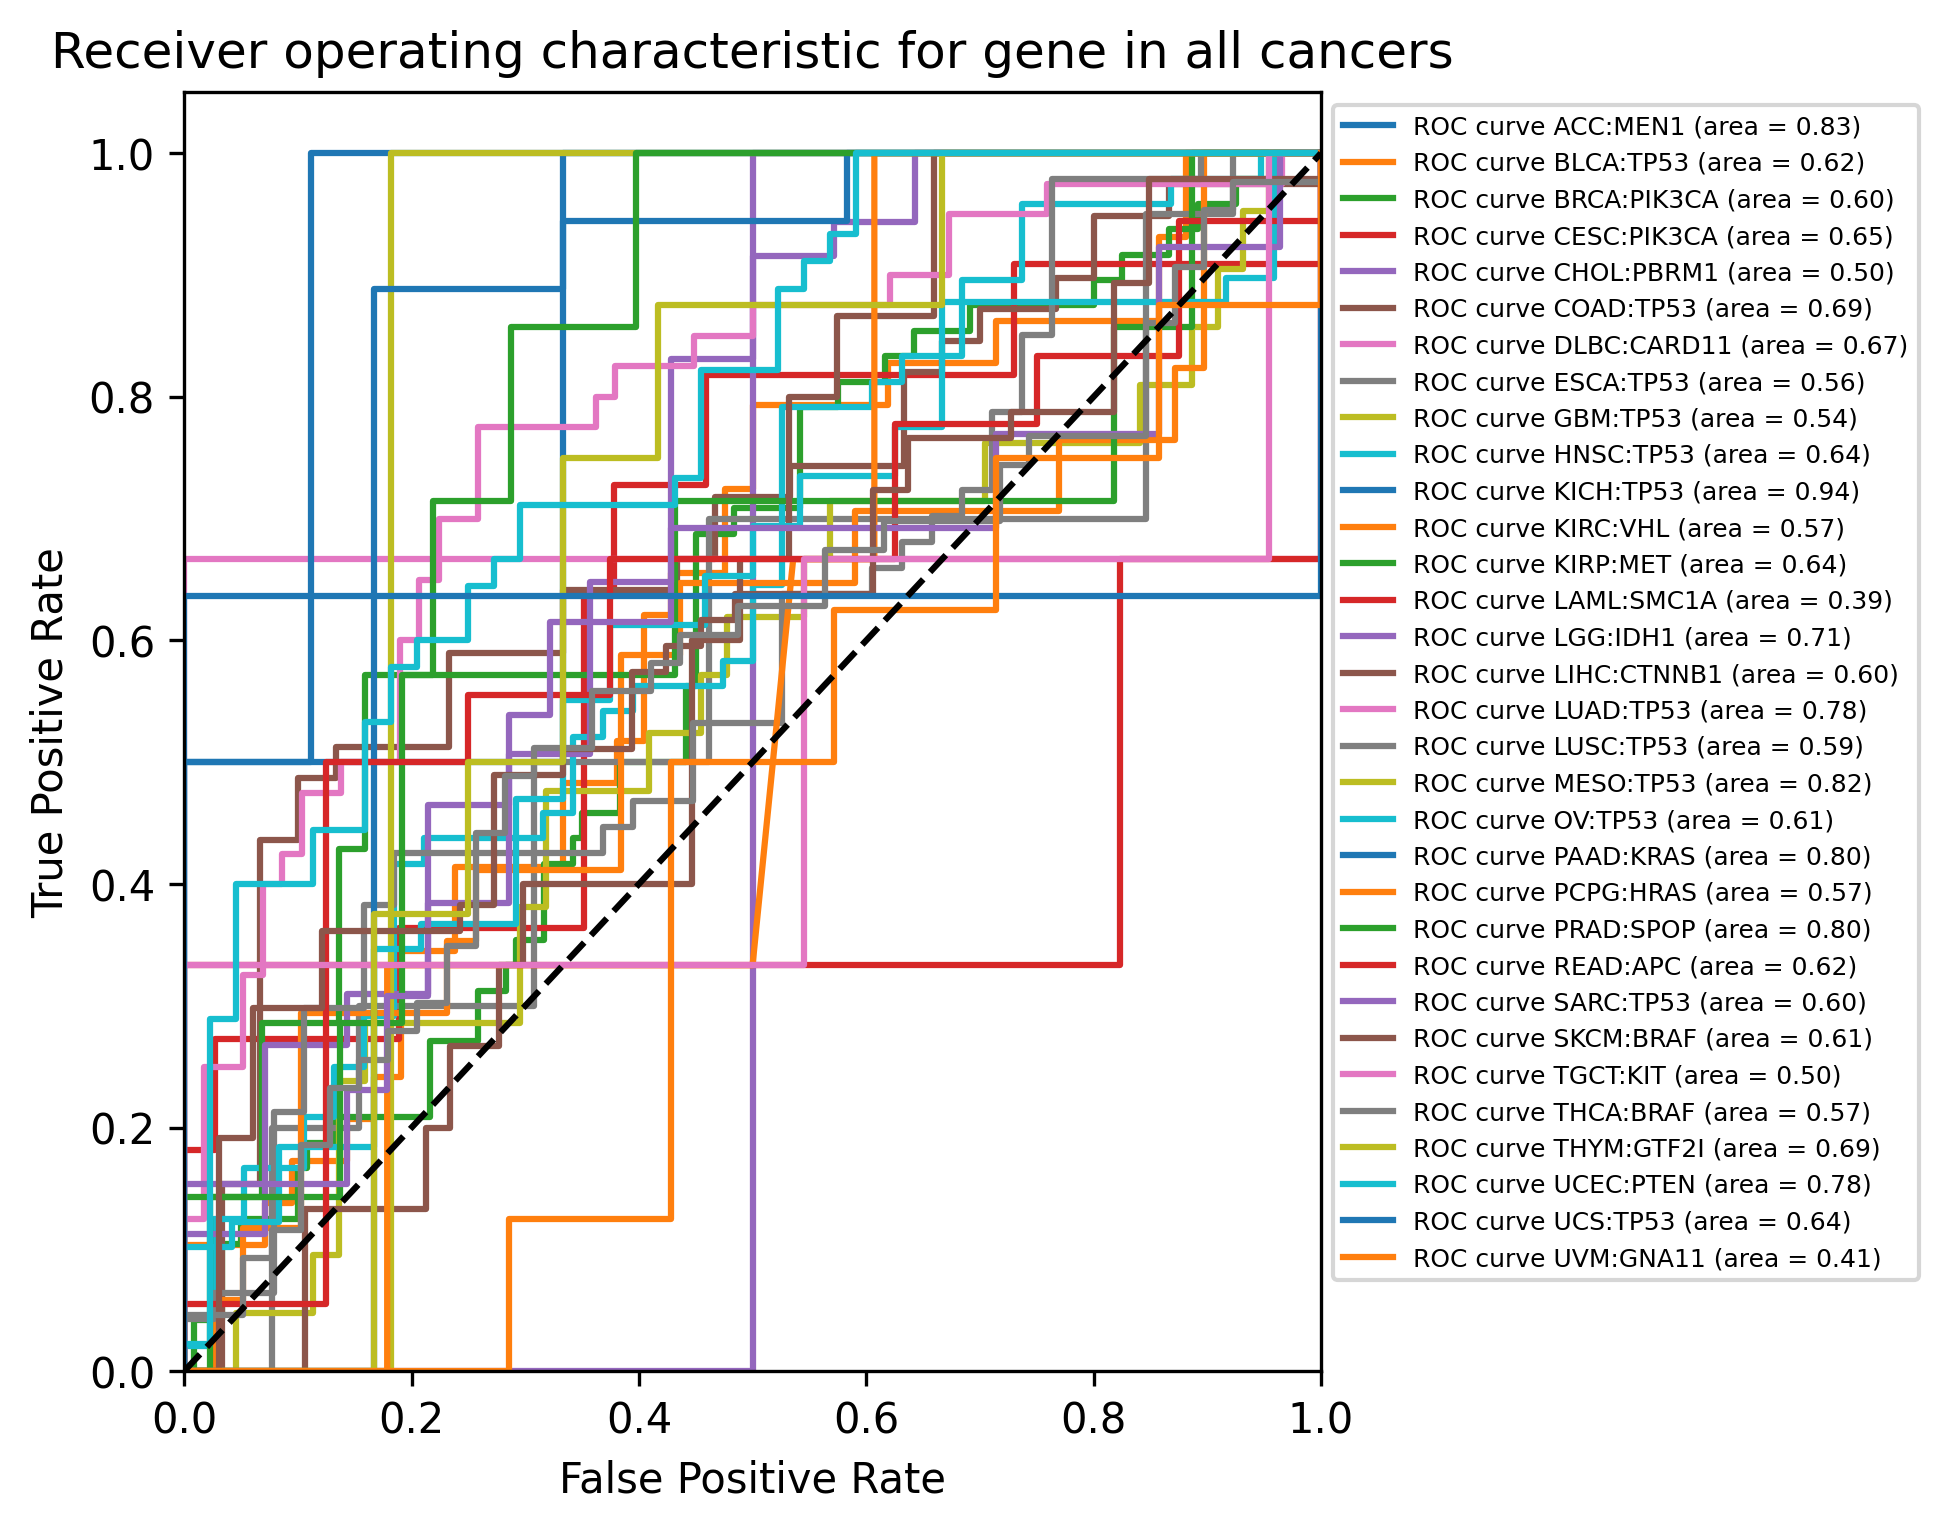 Receiver operating characteristic for gene in all cancers
True Positive Rate
1.0
0.8
0.6
0.4
0.2
0.0
0.0 0.2 0.4 0.6 0.8 1.0
False Positive Rate
ROC curve ACC:MEN1 (area = 0.83)
ROC curve BLCA:TP53 (area = 0.62)
ROC curve BRCA:PIK3CA (area = 0.60)
ROC curve CESC:PIK3CA (area = 0.65)
ROC curve CHOL:PBRM1 (area = 0.50)
ROC curve COAD:TP53 (area = 0.69)
ROC curve DLBC:CARD11 (area = 0.67)
ROC curve ESCA:TP53 (area = 0.56)
ROC curve GBM:TP53 (area = 0.54)
ROC curve HNSC:TP53 (area = 0.64)
ROC curve KICH:TP53 (area = 0.94)
ROC curve KIRC:VHL (area = 0.57)
ROC curve KIRP:MET (area = 0.64)
ROC curve LAML:SMC1A (area = 0.39)
ROC curve LGG:IDH1 (area = 0.71)
ROC curve LIHC:CTNNB1 (area = 0.60)
ROC curve LUAD:TP53 (area = 0.78)
ROC curve LUSC:TP53 (area = 0.59)
ROC curve MESO:TP53 (area = 0.82)
ROC curve OV:TP53 (area = 0.61)
ROC curve PAAD:KRAS (area = 0.80)
ROC curve PCPG:HRAS (area = 0.57)
ROC curve PRAD:SPOP (area = 0.80)
ROC curve READ:APC (area = 0.62)
ROC curve SARC:TP53 (area = 0.60)
ROC curve SKCM:BRAF (area = 0.61)
ROC curve TGCT:KIT (area = 0.50)
ROC curve THCA:BRAF (area = 0.57)
ROC curve THYM:GTF2I (area = 0.69)
ROC curve UCEC:PTEN (area = 0.78)
ROC curve UCS:TP53 (area = 0.64)
ROC curve UVM:GNA11 (area = 0.41)